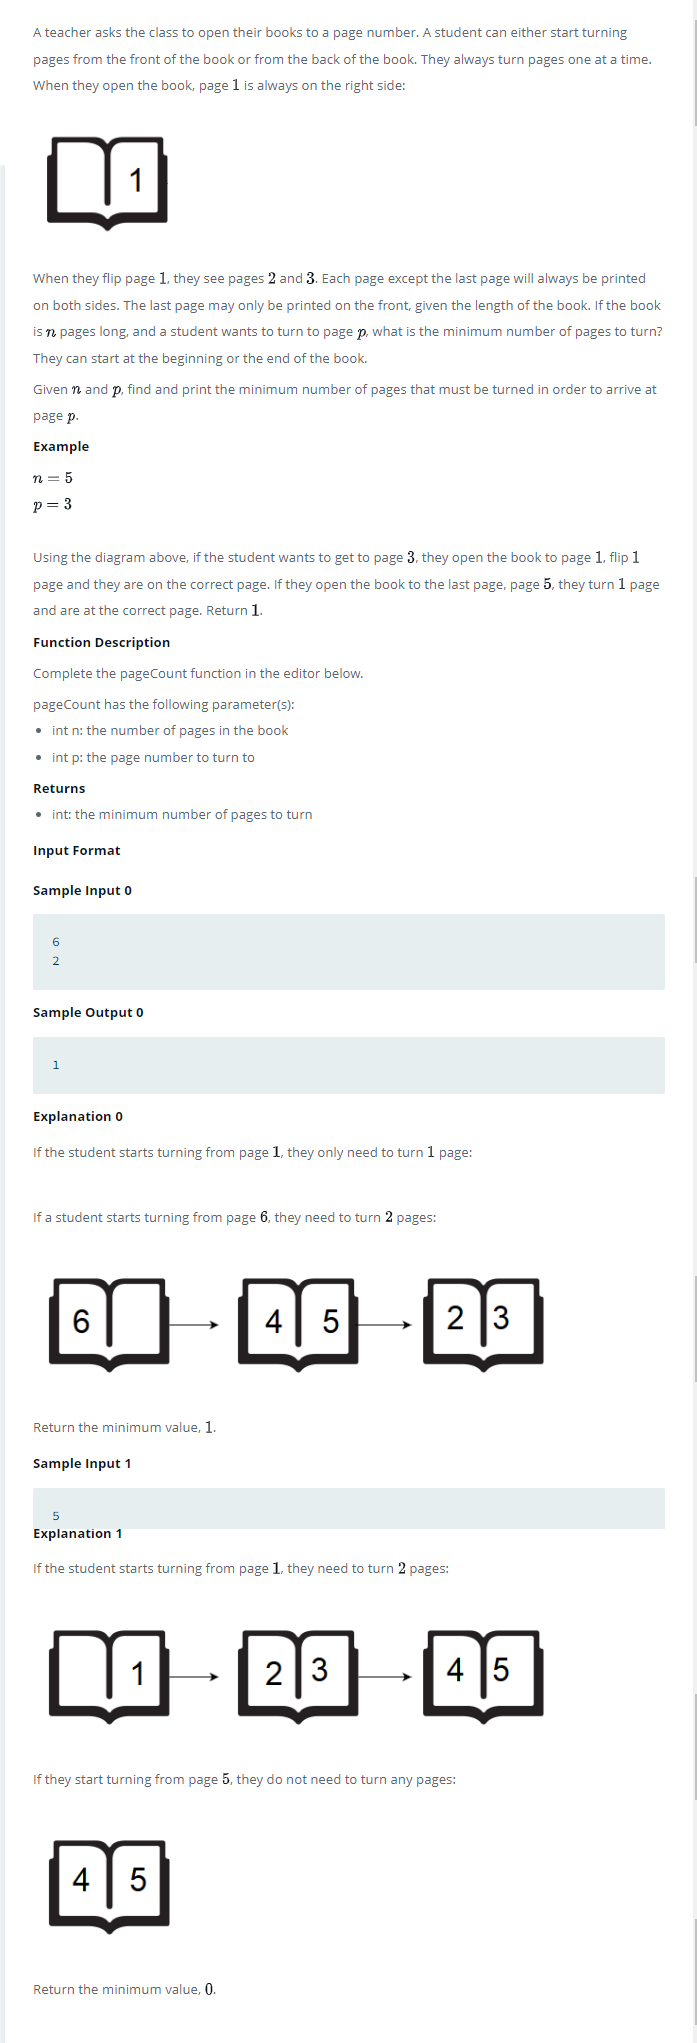 A teacher asks the class to open their books to a page number. A student can either start turning
pages from the front of the book or from the back of the book. They always turn pages one at a time.
When they open the book, page 1 is always on the right side:
1
When they flip page 1, they see pages 2 and 3. Each page except the last page will always be printed
on both sides. The last page may only be printed on the front, given the length of the book. If the book
is n pages long, and a student wants to turn to page p, what is the minimum number of pages to turn?
They can start at the beginning or the end of the book.
Given n and p, find and print the minimum number of pages that must be turned in order to arrive at
page p.
Example
n = 5
p = 3
Using the diagram above, if the student wants to get to page 3, they open the book to page 1, flip 1
page and they are on the correct page. If they open the book to the last page, page 5, they turn 1 page
and are at the correct page. Return 1.
Function Description
Complete the pageCount function in the editor below.
pageCount has the following parameter(s):
• int n: the number of pages in the book
• int p: the page number to turn to
Returns
• int: the minimum number of pages to turn
Input Format
Sample Input 0
6
2
Sample Output 0
1
Explanation 0
If the student starts turning from page 1, they only need to turn 1 page:
If a student starts turning from page 6, they need to turn 2 pages:
6 4 5 2 3
Return the minimum value, 1.
Sample Input 1
5
Explanation 1
If the student starts turning from page 1, they need to turn 2 pages:
1 2 3 4 5
If they start turning from page 5, they do not need to turn any pages:
4 5
Return the minimum value, 0.